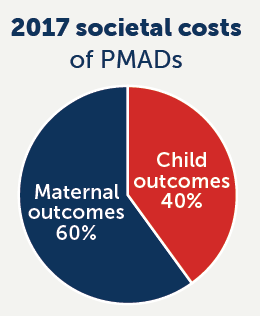 2017 societal costs
of PMADs
Child
outcomes
40%
Maternal
outcomes
60%